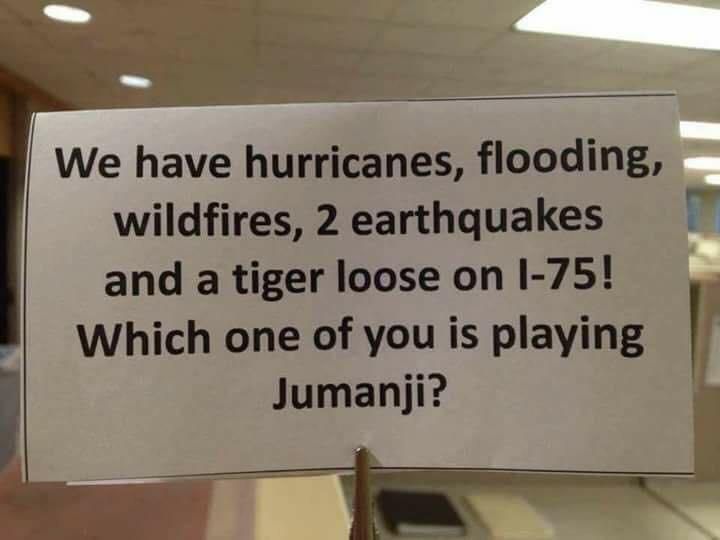 We have hurricanes, flooding,
wildfires, 2 earthquakes
and a tiger loose on I-75!
Which one of you is playing
Jumanji?